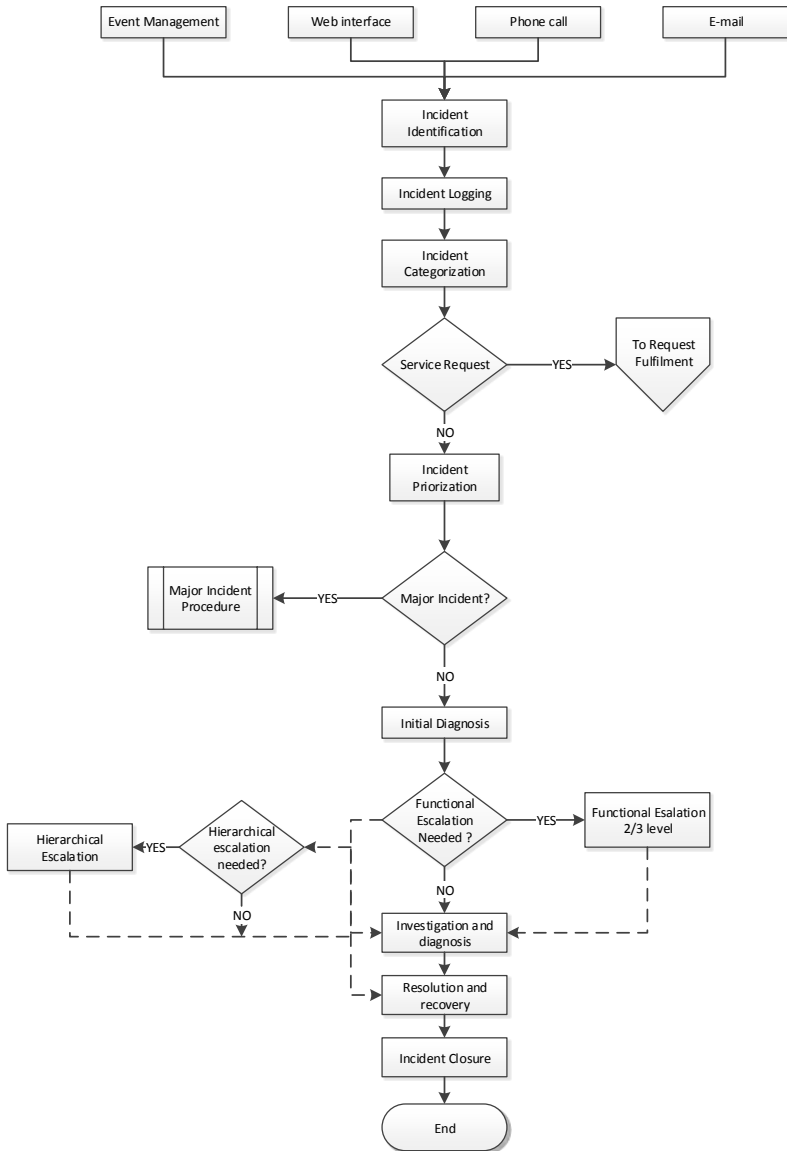 Event Management
Web interface
Phone call
E-mail
Incident
Identification
Incident Logging
Incident
Categorization
Service Request
YES
To Request
Fulfilment
NO
Incident
Priorization
Major Incident?
YES
Major Incident
Procedure
NO
Initial Diagnosis
Functional
Escalation
Needed ?
YES
Functional Esalation
2/3 level
Hierarchical
escalation
needed?
YES
Hierarchical
Escalation
NO
NO
Investigation and
diagnosis
Resolution and
recovery
Incident Closure
End